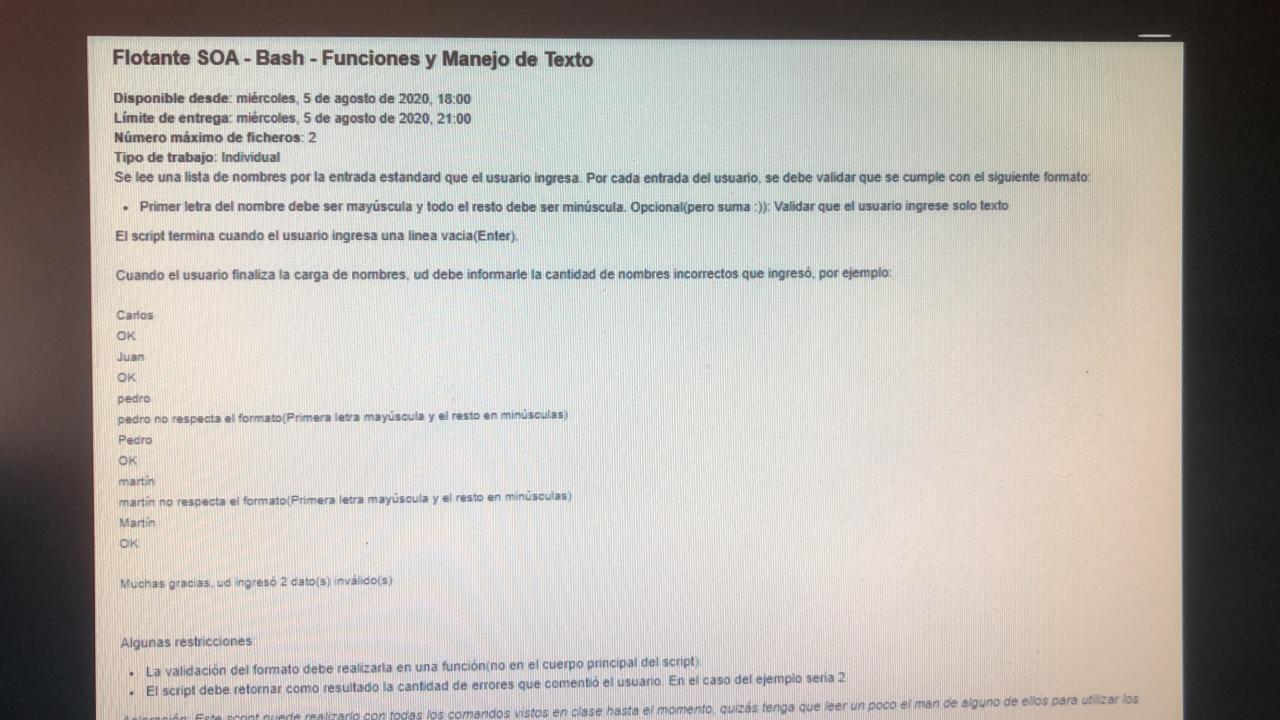 Flotante SOA - Bash - Funciones y Manejo de Texto
Disponible desde: miércoles, 5 de agosto de 2020, 18:00
Límite de entrega: miércoles, 5 de agosto de 2020, 21:00
Número máximo de ficheros: 2
Tipo de trabajo: Individual
Se lee una lista de nombres por la entrada estandard que el usuario ingresa. Por cada entrada del usuario, se debe validar que se cumple con el siguiente formato:
• Primer letra del nombre debe ser mayúscula y todo el resto debe ser minúscula. Opcional(pero suma :)): Validar que el usuario ingrese solo texto
El script termina cuando el usuario ingresa una linea vacia(Enter).
Cuando el usuario finaliza la carga de nombres, ud debe informarle la cantidad de nombres incorrectos que ingresó, por ejemplo:
Carlos
OK
Juan
OK
pedro
pedro no respecta el formato(Primera letra mayúscula y el resto en minúsculas)
Pedro
OK
martín
martín no respecta el formato(Primera letra mayúscula y el resto en minúsculas)
Martín
OK
Muchas gracias, ud ingresó 2 dato(s) inválido(s)
Algunas restricciones:
• La validación del formato debe realizarla en una función(no en el cuerpo principal del script).
• El script debe retornar como resultado la cantidad de errores que comentió el usuario. En el caso del ejemplo seria 2
Aclaración: Este script puede realizarlo con todas los comandos vistos en clase hasta el momento, quizás tenga que leer un poco el man de alguno de ellos para utilizar los